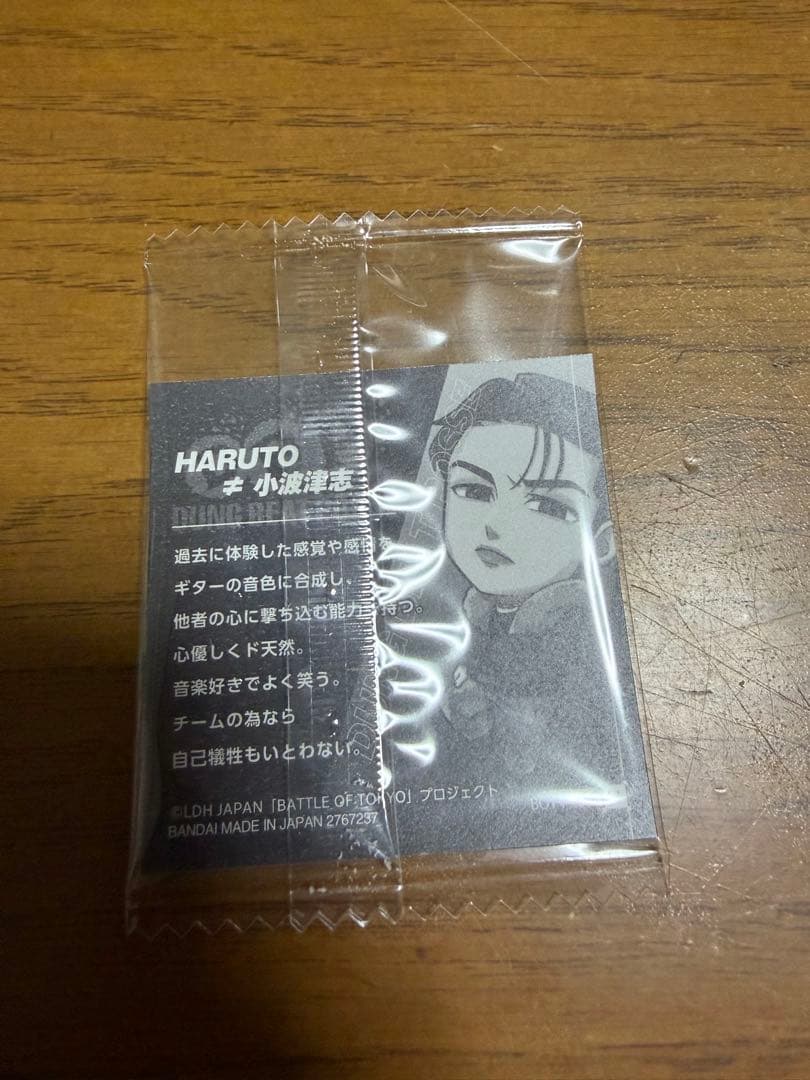 HARUTO
≠ 小波津志
過去に体験した感覚や感情を
ギターの音色に合成し、
他者の心に撃ち込む能力を持つ。
心優しくド天然。
音楽好きでよく笑う。
チームの為なら
自己犠牲もいとわない。
©LDH JAPAN「BATTLE OF TOKYO」プロジェクト
BANDAI MADE IN JAPAN 2767237